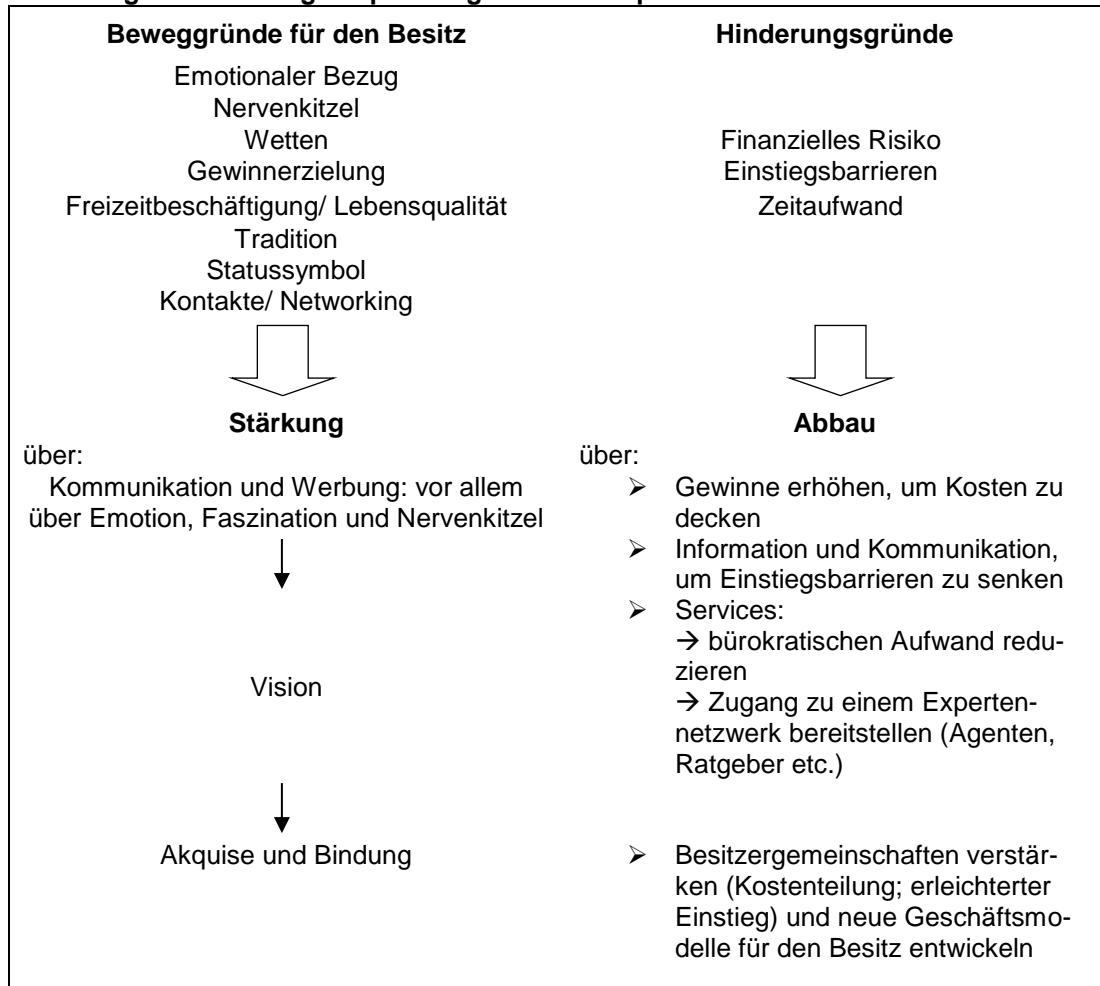 Beweggründe für den Besitz
Emotionaler Bezug
Nervenkitzel
Wetten
Gewinnerzielung
Freizeitbeschäftigung/ Lebensqualität
Tradition
Statussymbol
Kontakte/ Networking
Stärkung
über:
Kommunikation und Werbung: vor allem
über Emotion, Faszination und Nervenkitzel
Vision
Akquise und Bindung
Hinderungsgründe
Finanzielles Risiko
Einstiegsbarrieren
Zeitaufwand
Abbau
über:
➢ Gewinne erhöhen, um Kosten zu
decken
➢ Information und Kommunikation,
um Einstiegsbarrieren zu senken
➢ Services:
→ bürokratischen Aufwand redu-
zieren
→ Zugang zu einem Experten-
netzwerk bereitstellen (Agenten,
Ratgeber etc.)
➢ Besitzergemeinschaften verstär-
ken (Kostenteilung; erleichterter
Einstieg) und neue Geschäftsmo-
delle für den Besitz entwickeln